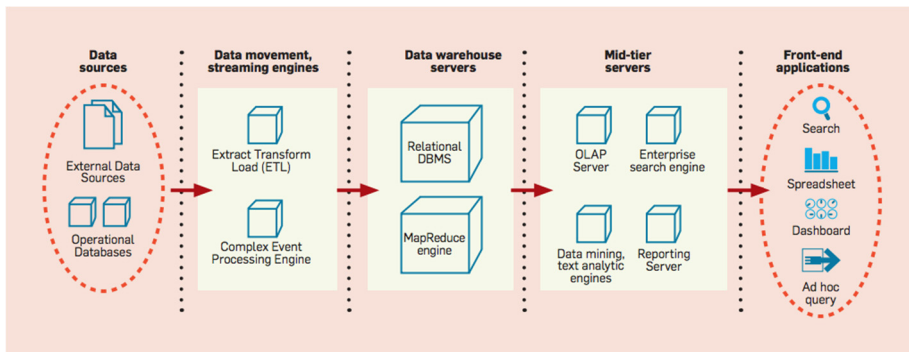 Data
sources
External Data
Sources
Operational
Databases
Data movement,
streaming engines
Extract Transform
Load (ETL)
Complex Event
Processing Engine
Data warehouse
servers
Relational
DBMS
MapReduce
engine
Mid-tier
servers
OLAP
Server
Enterprise
search engine
Data mining,
text analytic
engines
Reporting
Server
Front-end
applications
Search
Spreadsheet
Dashboard
Ad hoc
query